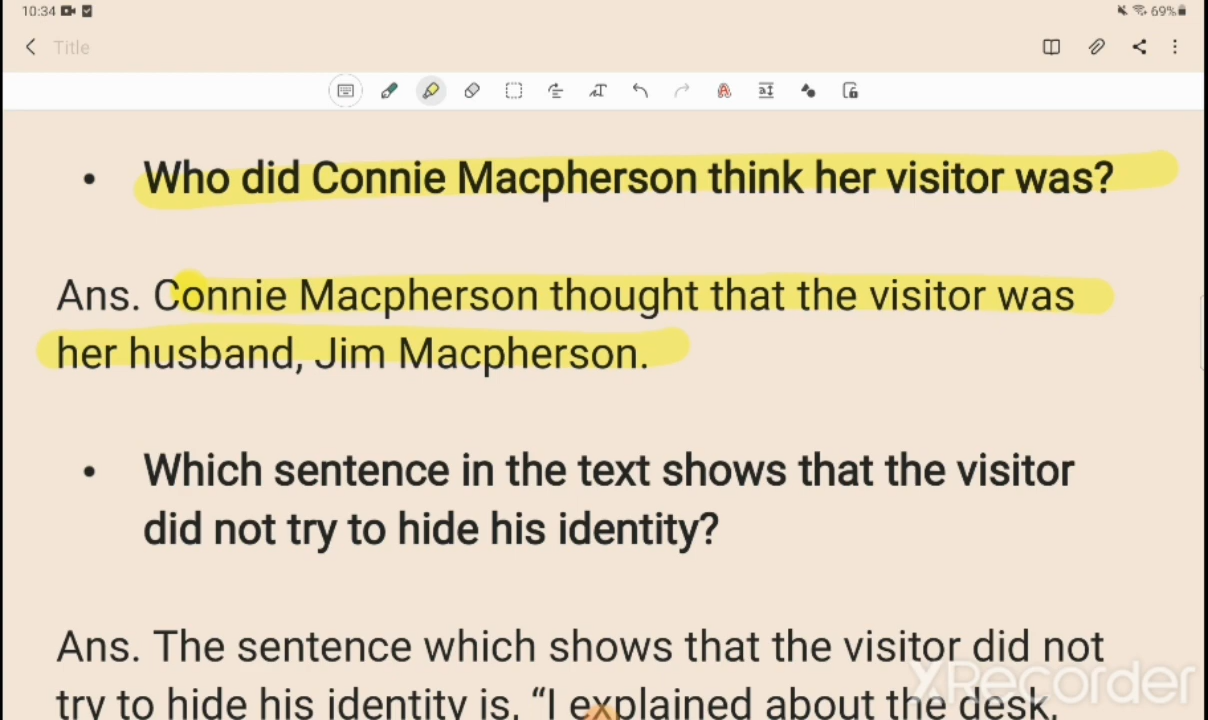 10:34
69%
Title
• Who did Connie Macpherson think her visitor was?
Ans. Connie Macpherson thought that the visitor was
her husband, Jim Macpherson.
• Which sentence in the text shows that the visitor
did not try to hide his identity?
Ans. The sentence which shows that the visitor did not
try to hide his identity is, “I explained about the desk,
XRecorder